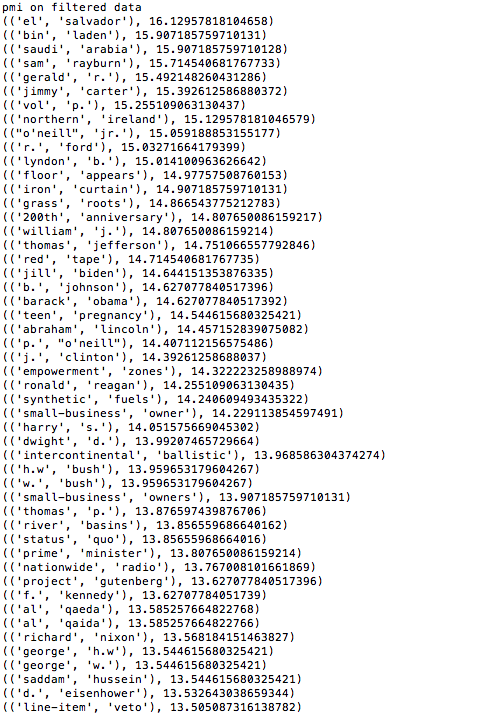 pmi on filtered data
(('el', 'salvador'), 16.12957818104658)
(('bin', 'laden'), 15.907185759710131)
(('saudi', 'arabia'), 15.907185759710128)
(('sam', 'rayburn'), 15.714540681767733)
(('gerald', 'r.'), 15.492148260431286)
(('jimmy', 'carter'), 15.392612586880372)
(('vol', 'p.'), 15.255109063130437)
(('northern', 'ireland'), 15.129578181046579)
(("o'neill", 'jr.'), 15.059188853155177)
(('r.', 'ford'), 15.03271664179399)
(('lyndon', 'b.'), 15.014100963626642)
(('floor', 'appears'), 14.97757508760153)
(('iron', 'curtain'), 14.907185759710131)
(('grass', 'roots'), 14.866543775212783)
(('200th', 'anniversary'), 14.807650086159217)
(('william', 'j.'), 14.807650086159214)
(('thomas', 'jefferson'), 14.751066557792846)
(('red', 'tape'), 14.714540681767735)
(('jill', 'biden'), 14.644151353876335)
(('b.', 'johnson'), 14.627077840517396)
(('barack', 'obama'), 14.627077840517392)
(('teen', 'pregnancy'), 14.544615680325421)
(('abraham', 'lincoln'), 14.457152839075082)
(('p.', "o'neill"), 14.407112156575486)
(('j.', 'clinton'), 14.39261258688037)
(('empowerment', 'zones'), 14.322223258988974)
(('ronald', 'reagan'), 14.255109063130435)
(('synthetic', 'fuels'), 14.240609493435322)
(('small-business', 'owner'), 14.229113854597491)
(('harry', 's.'), 14.051575669045302)
(('dwight', 'd.'), 13.99207465729664)
(('intercontinental', 'ballistic'), 13.968586304374274)
(('h.w', 'bush'), 13.959653179604267)
(('w.', 'bush'), 13.959653179604267)
(('small-business', 'owners'), 13.907185759710131)
(('thomas', 'p.'), 13.876597439876706)
(('river', 'basins'), 13.856559686640162)
(('status', 'quo'), 13.85655968664016)
(('prime', 'minister'), 13.807650086159214)
(('nationwide', 'radio'), 13.767008101661869)
(('project', 'gutenberg'), 13.627077840517396)
(('f.', 'kennedy'), 13.62707784051739)
(('al', 'qaeda'), 13.585257664822768)
(('al', 'qaida'), 13.585257664822766)
(('richard', 'nixon'), 13.568184151463827)
(('george', 'h.w'), 13.544615680325421)
(('george', 'w.'), 13.544615680325421)
(('saddam', 'hussein'), 13.544615680325421)
(('d.', 'eisenhower'), 13.532643038659344)
(('line-item', 'veto'), 13.505087316138782)